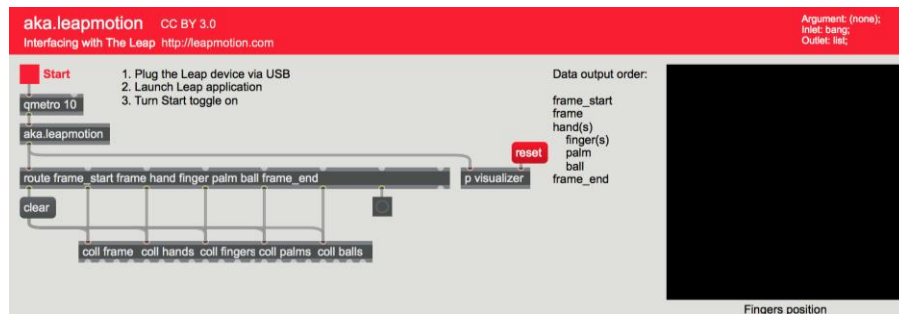 aka.leapmotion CC BY 3.0
Interfacing with The Leap http://leapmotion.com
Argument: (none);
Inlet: bang;
Outlet: list;
Start
1. Plug the Leap device via USB
2. Launch Leap application
3. Turn Start toggle on
qmetro 10
aka.leapmotion
reset
route frame_start frame hand finger palm ball frame_end
p visualizer
clear
coll frame coll hands coll fingers coll palms coll balls
Data output order:
frame_start
frame
hand(s)
finger(s)
palm
ball
frame_end
Fingers position